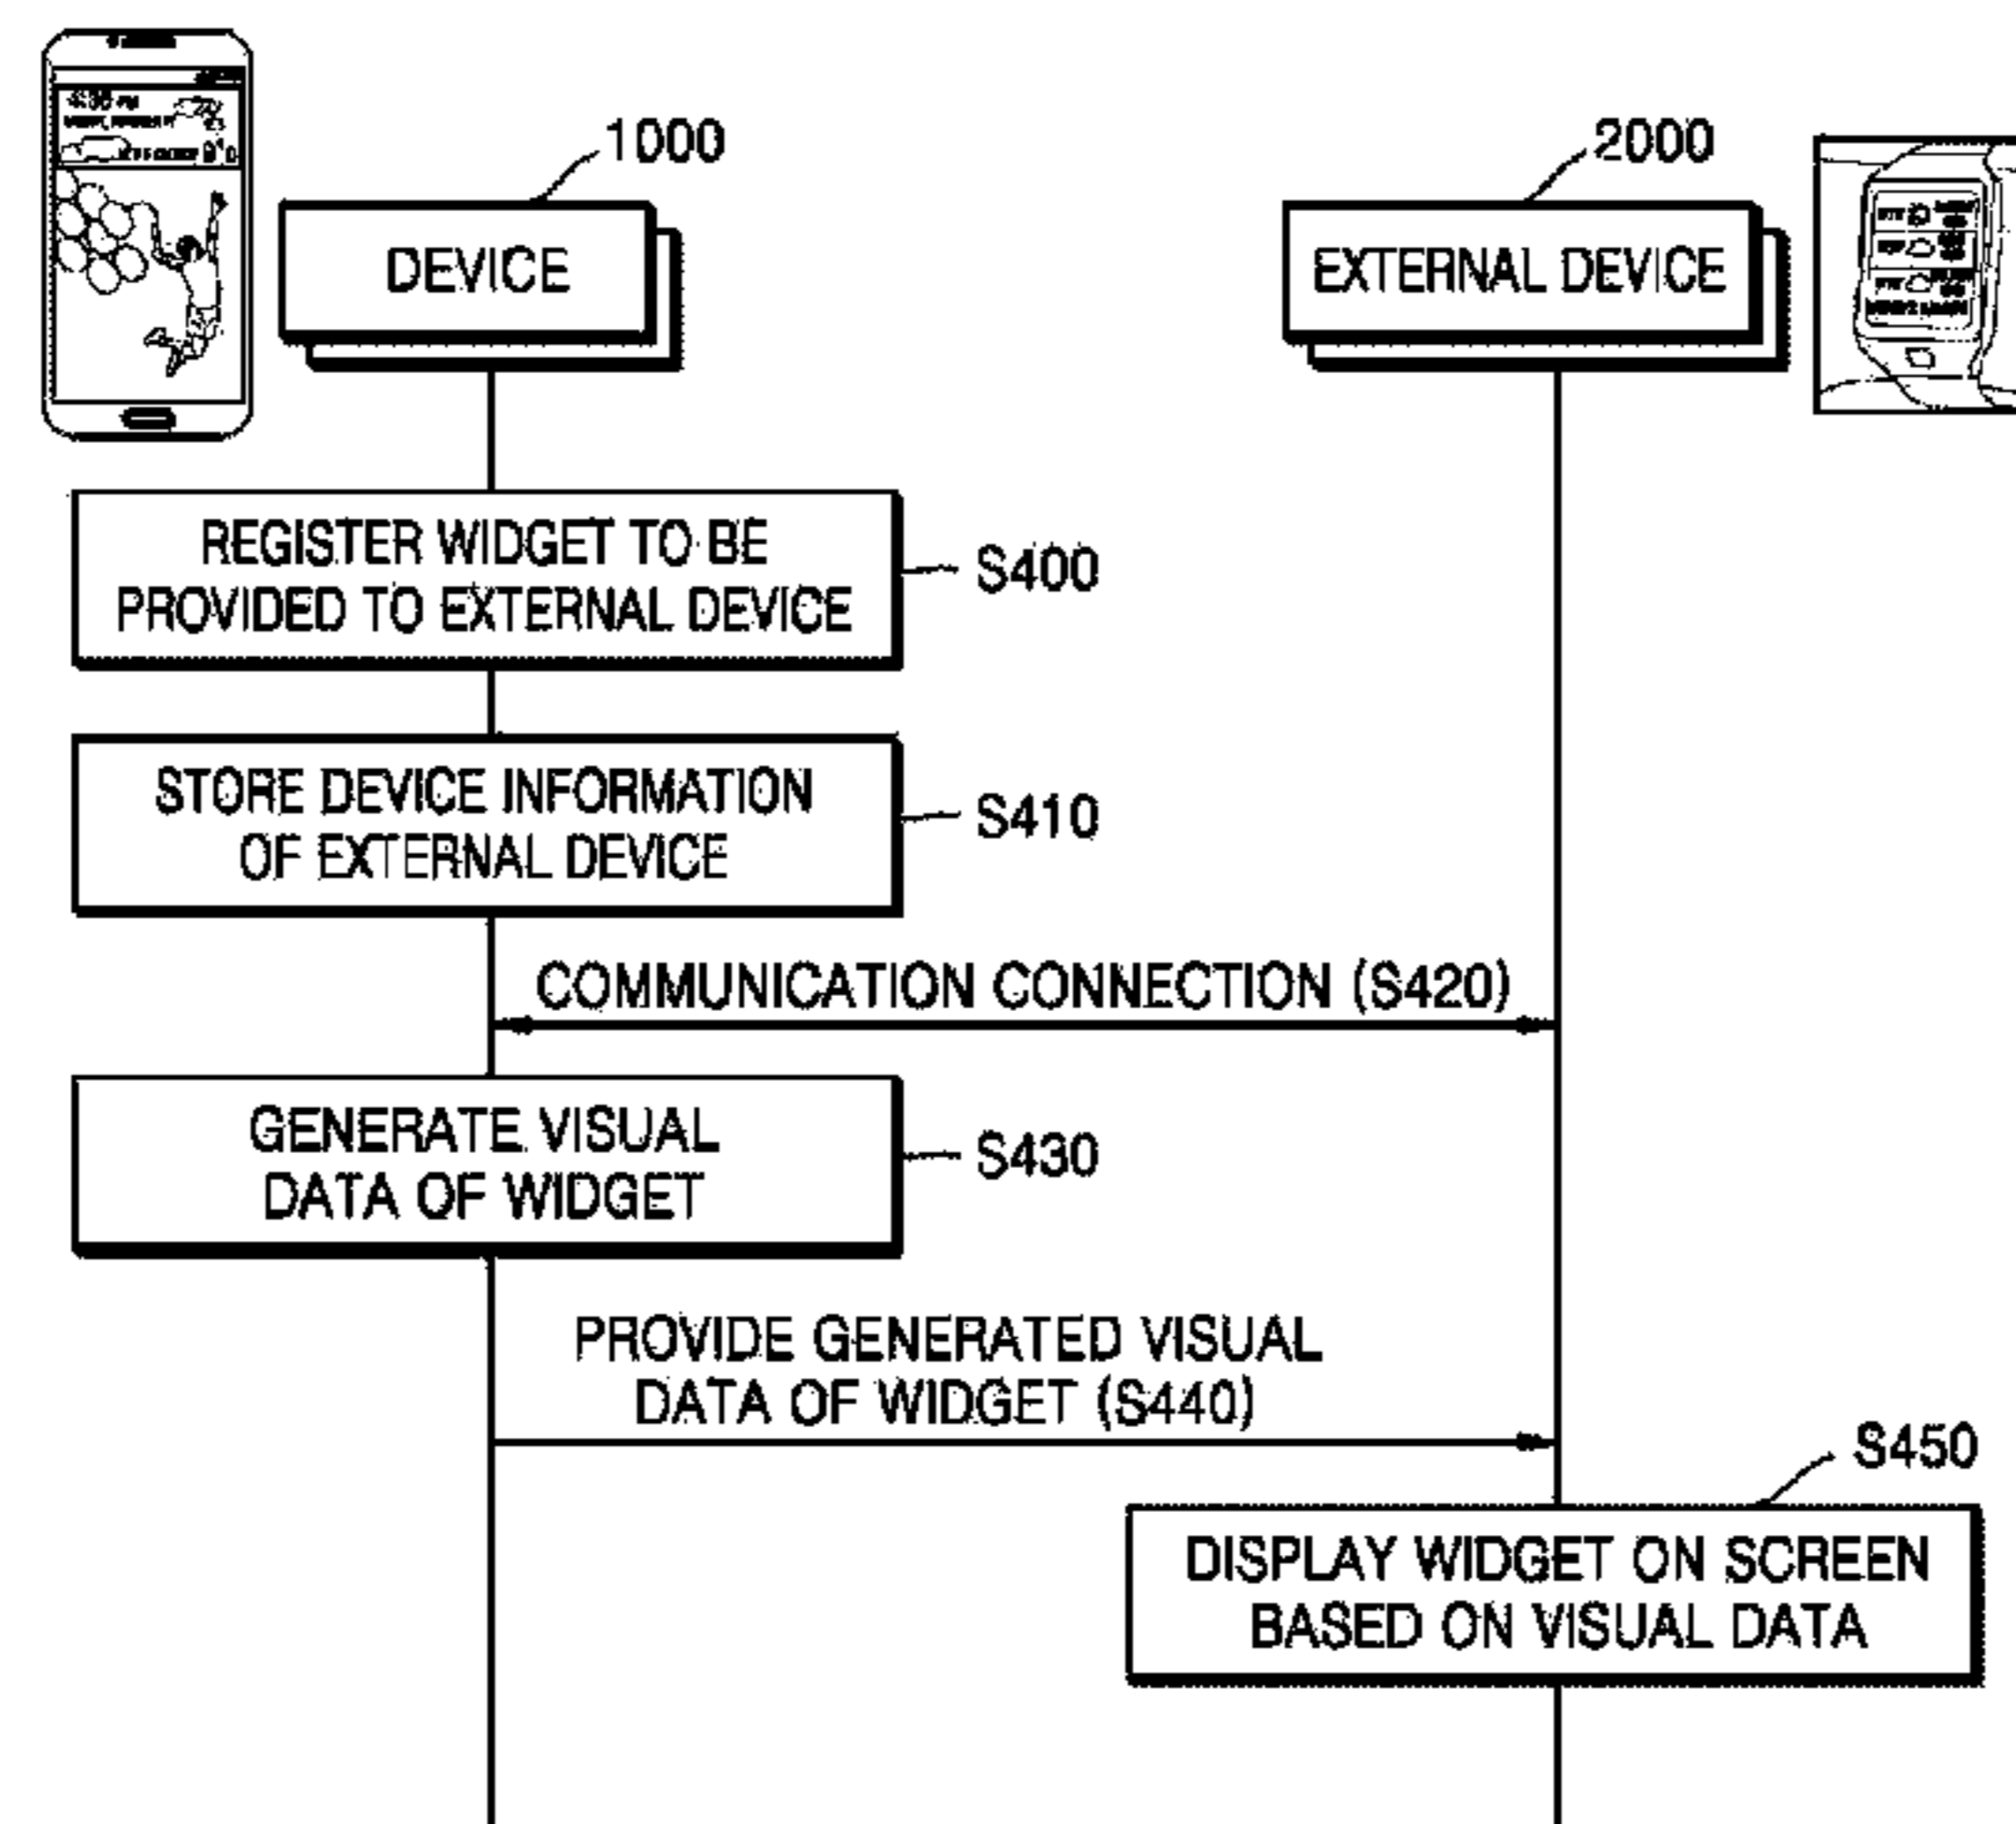 1000
2000
DEVICE
EXTERNAL DEVICE
REGISTER WIDGET TO BE
PROVIDED TO EXTERNAL DEVICE
S400
STORE DEVICE INFORMATION
OF EXTERNAL DEVICE
S410
COMMUNICATION CONNECTION (S420)
GENERATE VISUAL
DATA OF WIDGET
S430
PROVIDE GENERATED VISUAL
DATA OF WIDGET (S440)
S450
DISPLAY WIDGET ON SCREEN
BASED ON VISUAL DATA